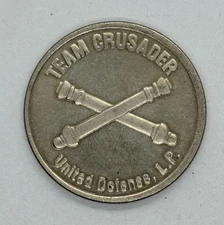 TEAM CRUSADER
United Defense, L.P.